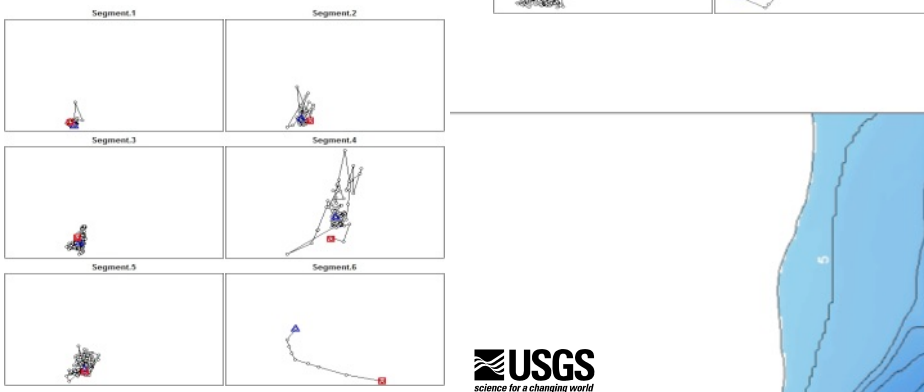 Segment.1
Segment.2
Segment.3
Segment.4
Segment.5
Segment.6
5
USGS
science for a changing world